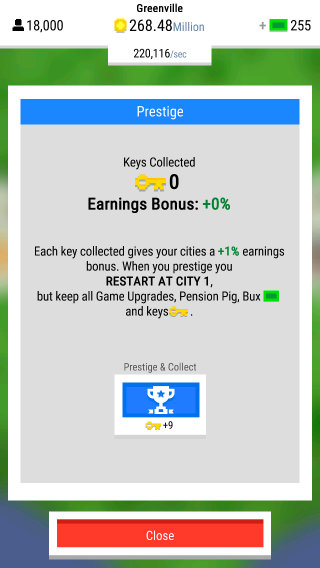 Greenville
18,000
268.48Million
+ 255
220,116/sec
Prestige
Keys Collected
0
Earnings Bonus: +0%
Each key collected gives your cities a +1% earnings
bonus. When you prestige you
RESTART AT CITY 1,
but keep all Game Upgrades, Pension Pig, Bux
and keys .
Prestige & Collect
+9
Close